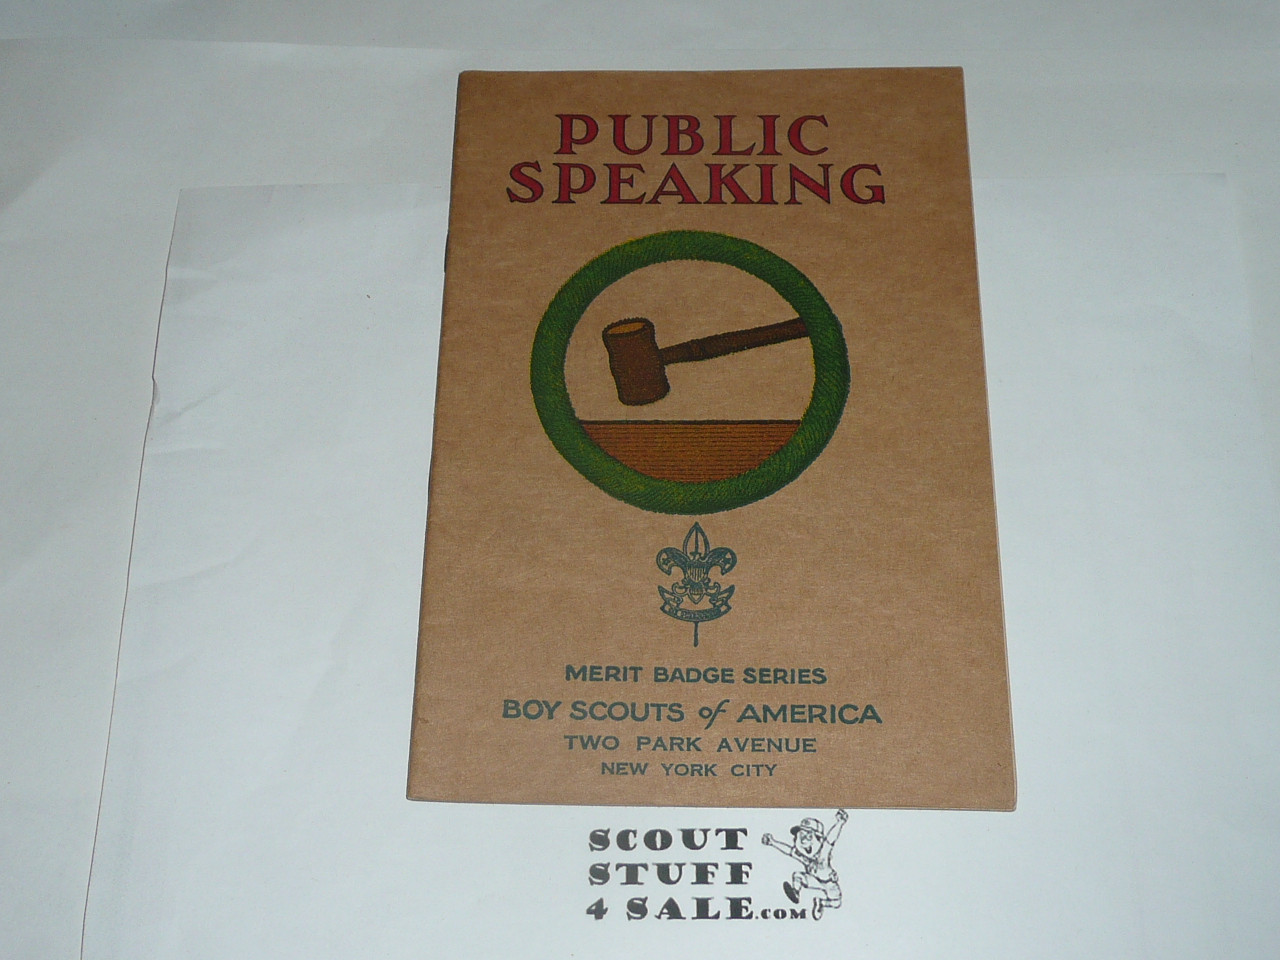 PUBLIC
SPEAKING
MERIT BADGE SERIES
BOY SCOUTS of AMERICA
TWO PARK AVENUE
NEW YORK CITY
SCOUT
STUFF
4 SALE.COM